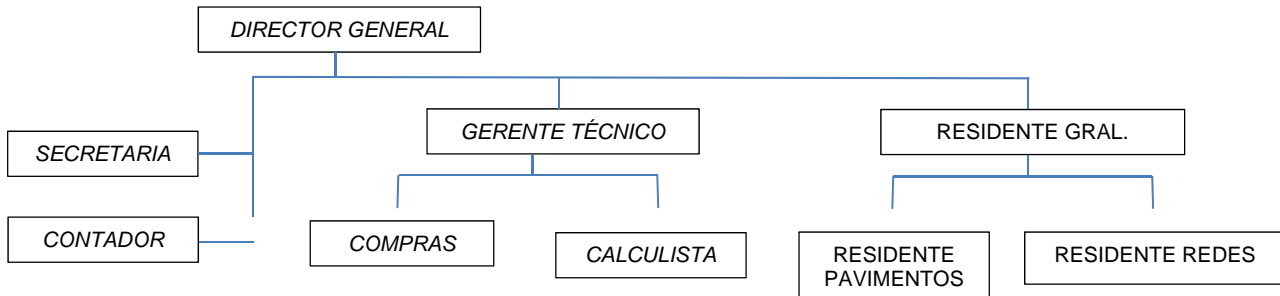 DIRECTOR GENERAL
GERENTE TÉCNICO
RESIDENTE GRAL.
SECRETARIA
CONTADOR
COMPRAS
CALCULISTA
RESIDENTE
PAVIMENTOS
RESIDENTE REDES